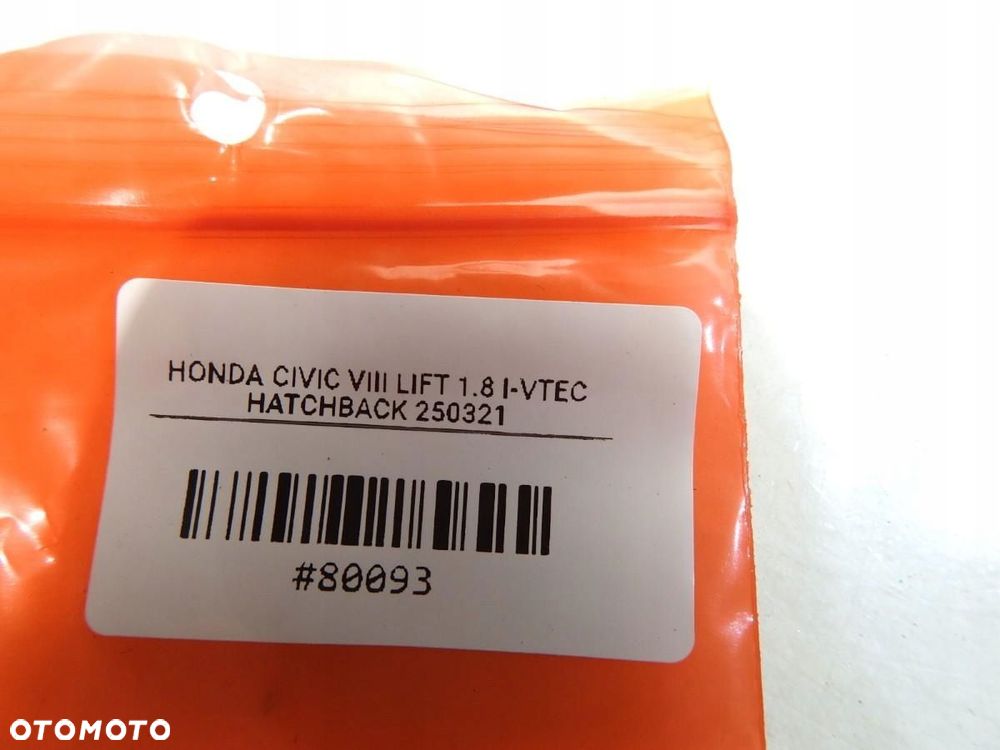 HONDA CIVIC VIII LIFT 1.8 I-VTEC
HATCHBACK 250321
#80093
OTOMOTO